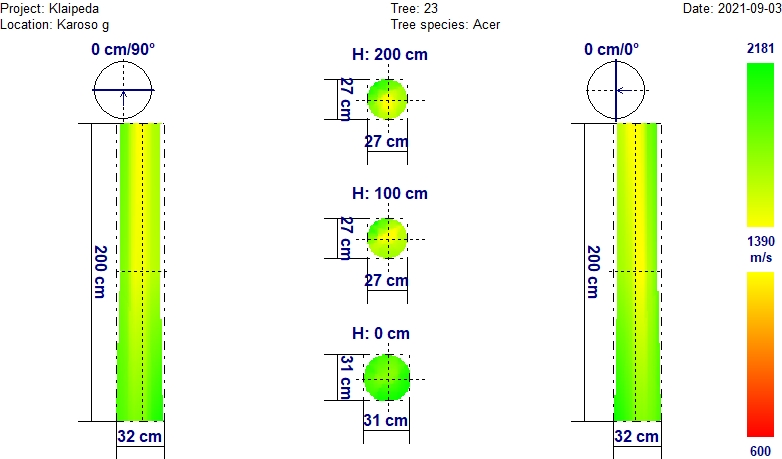 Project: Klaipeda
Tree: 23
Date: 2021-09-03
Location: Karoso g
Tree species: Acer
0 cm/90°
H: 200 cm
0 cm/0°
2181
27 cm
27 cm
H: 100 cm
27 cm
27 cm
200 cm
200 cm
1390
m/s
H: 0 cm
31 cm
31 cm
32 cm
32 cm
600